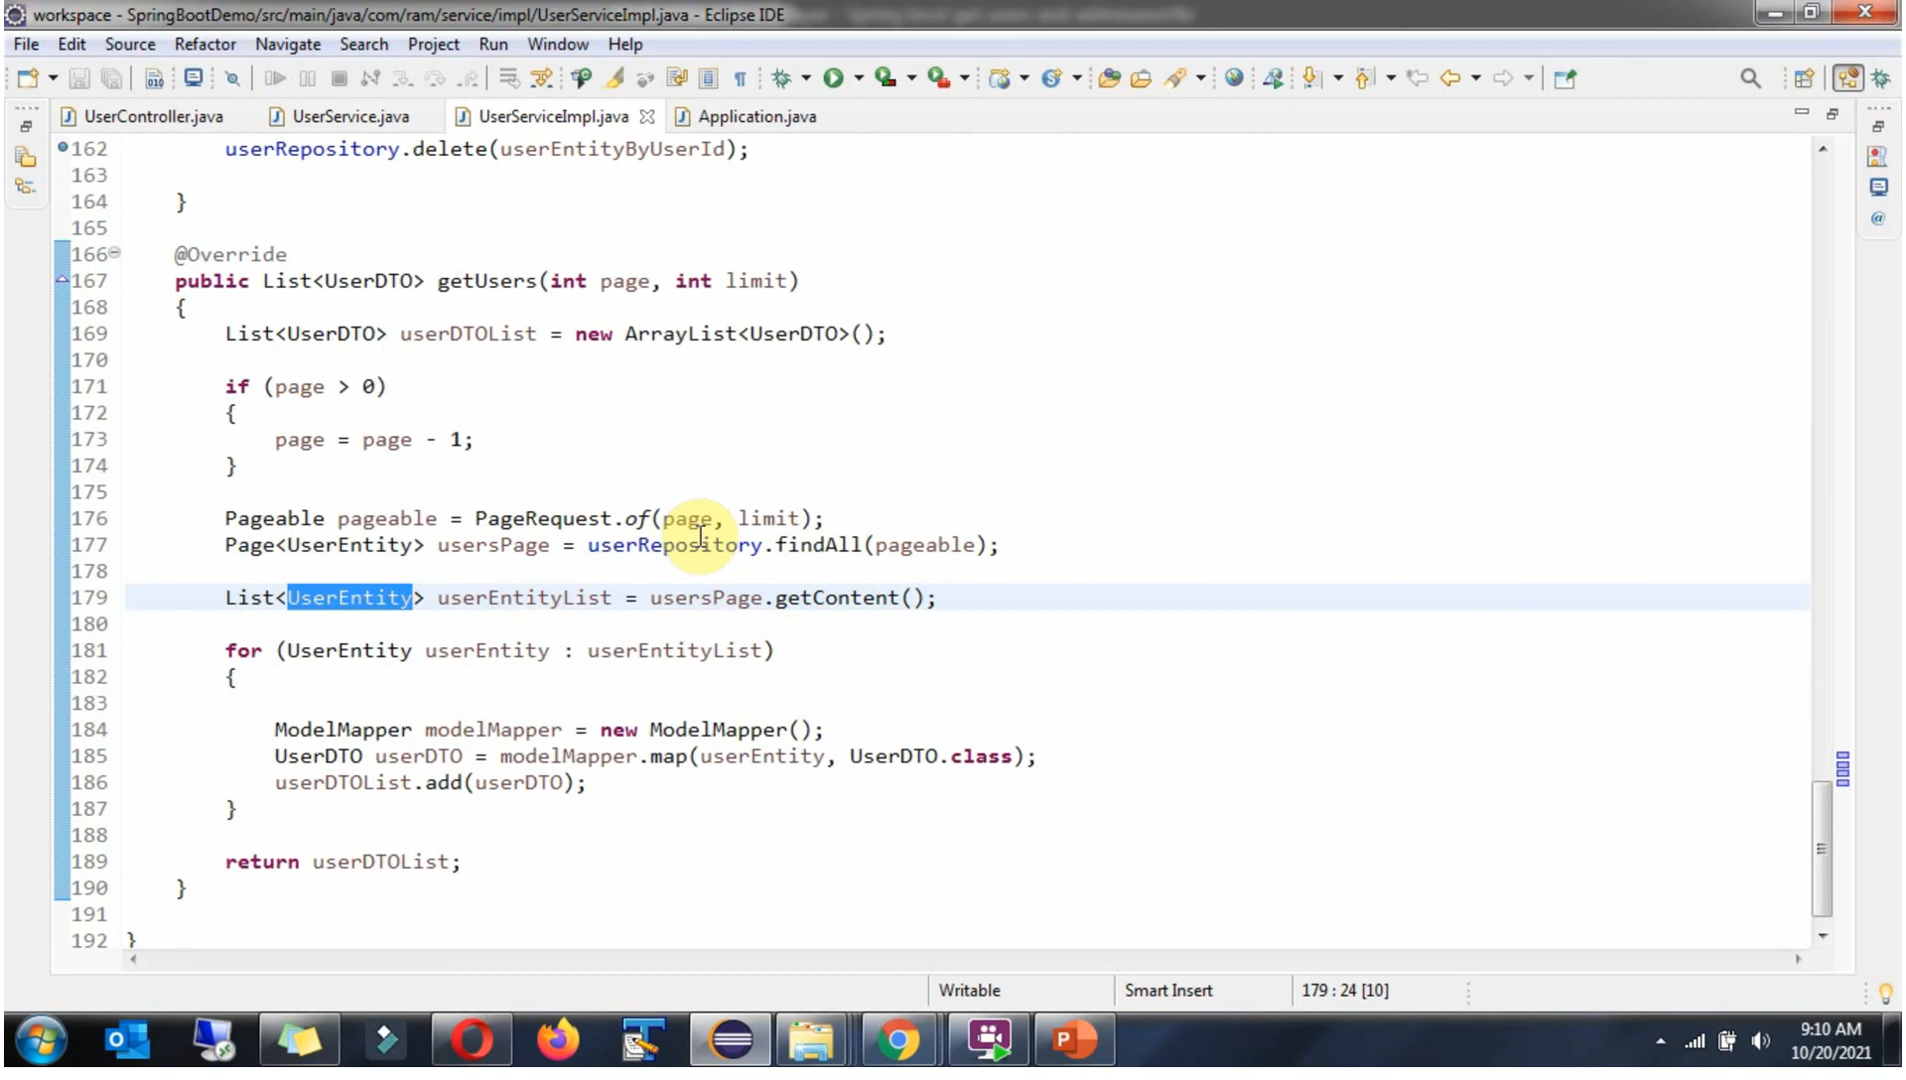 workspace - SpringBootDemo/src/main/java/com/ram/service/impl/UserServiceImpl.java - Eclipse IDE
File Edit Source Refactor Navigate Search Project Run Window Help
UserController.java UserService.java UserServiceImpl.java Application.java
162 userRepository.delete(userEntityByUserId);
163
164 }
165
166 @Override
167 public List<UserDTO> getUsers(int page, int limit)
168 {
169 List<UserDTO> userDTOList = new ArrayList<UserDTO>();
170
171 if (page > 0)
172 {
173 page = page - 1;
174 }
175
176 Pageable pageable = PageRequest.of(page, limit);
177 Page<UserEntity> usersPage = userRepository.findAll(pageable);
178
179 List<UserEntity> userEntityList = usersPage.getContent();
180
181 for (UserEntity userEntity : userEntityList)
182 {
183
184 ModelMapper modelMapper = new ModelMapper();
185 UserDTO userDTO = modelMapper.map(userEntity, UserDTO.class);
186 userDTOList.add(userDTO);
187 }
188
189 return userDTOList;
190 }
191
192 }
Writable Smart Insert 179 : 24 [10]
9:10 AM
10/20/2021